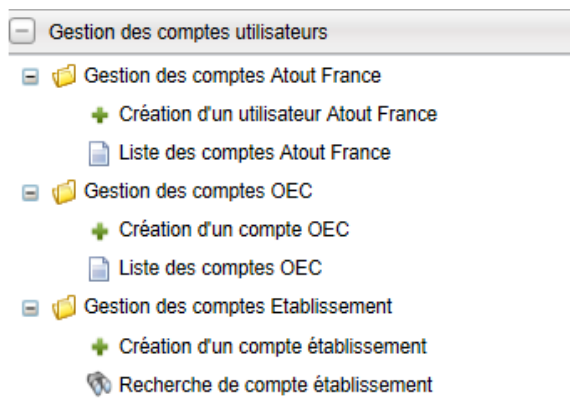 Gestion des comptes utilisateurs
Gestion des comptes Atout France
Création d'un utilisateur Atout France
Liste des comptes Atout France
Gestion des comptes OEC
Création d'un compte OEC
Liste des comptes OEC
Gestion des comptes Etablissement
Création d'un compte établissement
Recherche de compte établissement